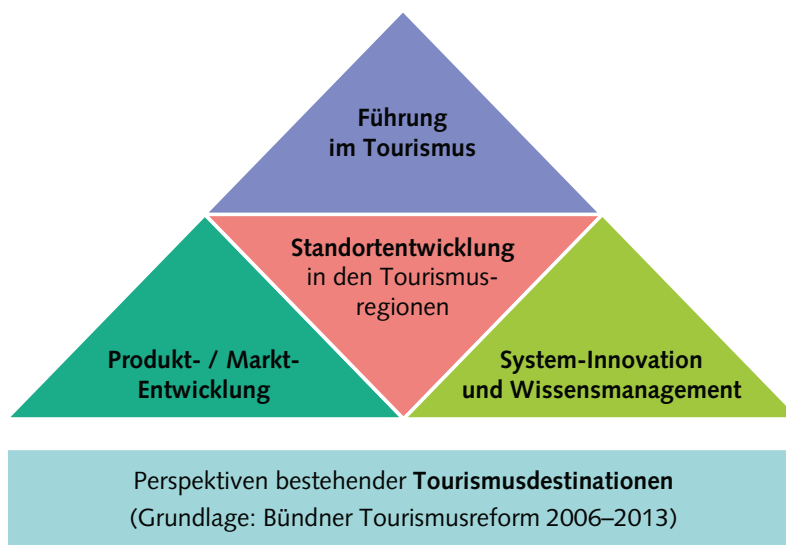 Führung
im Tourismus
Standortentwicklung
in den Tourismus-
regionen
Produkt- / Markt-
Entwicklung
System-Innovation
und Wissensmanagement
Perspektiven bestehender Tourismusdestinationen
(Grundlage: Bündner Tourismusreform 2006–2013)